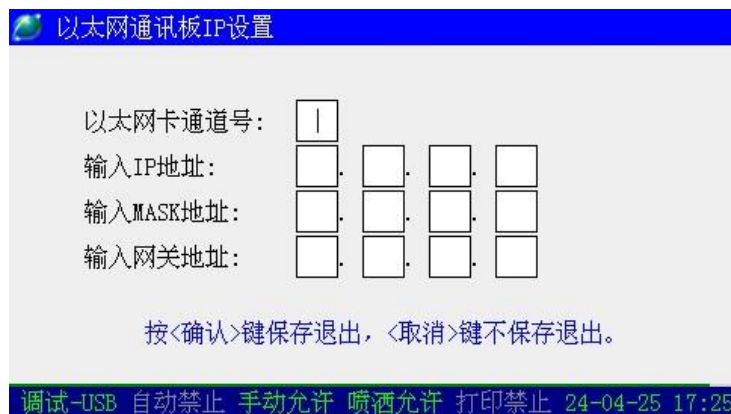 以太网通讯板IP设置
以太网卡通道号:
输入IP地址:
输入MASK地址:
输入网关地址:
按<确认>键保存退出，<取消>键不保存退出。
调试-USB 自动禁止 手动允许 喷洒允许 打印禁止 24-04-25 17:25